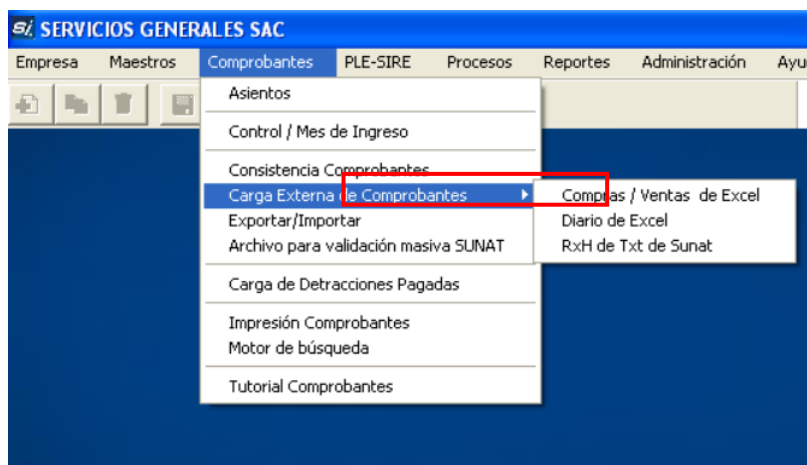 Si. SERVICIOS GENERALES SAC
Empresa Maestros Comprobantes PLE-SIRE Procesos Reportes Administración Ayu
Asientos
Control / Mes de Ingreso
Consistencia Comprobantes
Carga Externa de Comprobantes
Compras / Ventas de Excel
Exportar/Importar
Diario de Excel
Archivo para validación masiva SUNAT
RxH de Txt de Sunat
Carga de Detracciones Pagadas
Impresión Comprobantes
Motor de búsqueda
Tutorial Comprobantes